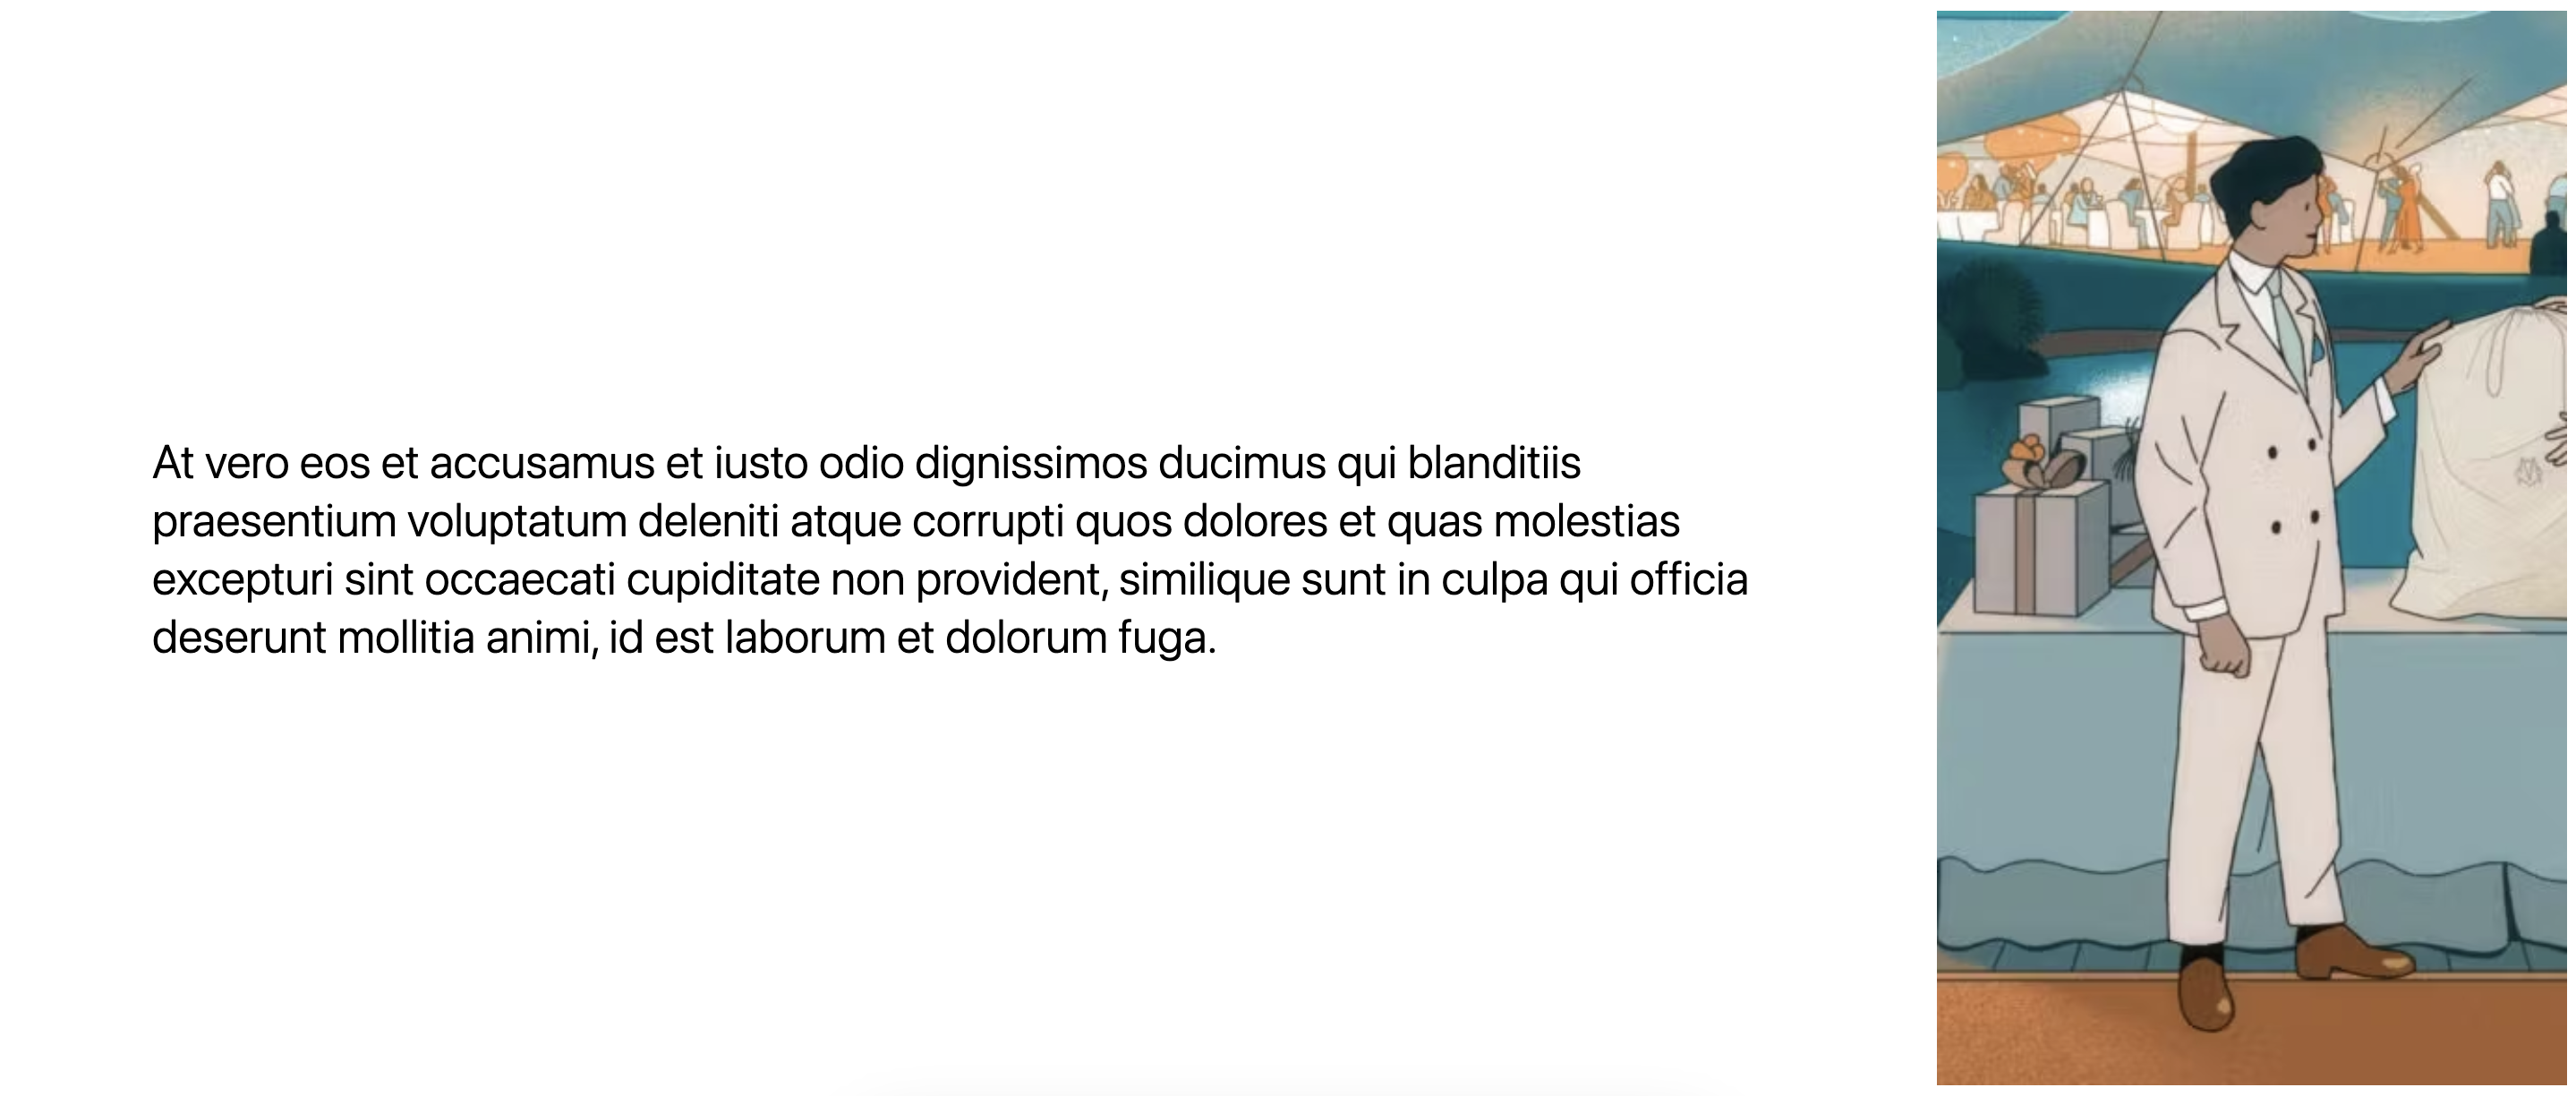 At vero eos et accusamus et iusto odio dignissimos ducimus qui blanditiis
praesentium voluptatum deleniti atque corrupti quos dolores et quas molestias
excepturi sint occaecati cupiditate non provident, similique sunt in culpa qui officia
deserunt mollitia animi, id est laborum et dolorum fuga.